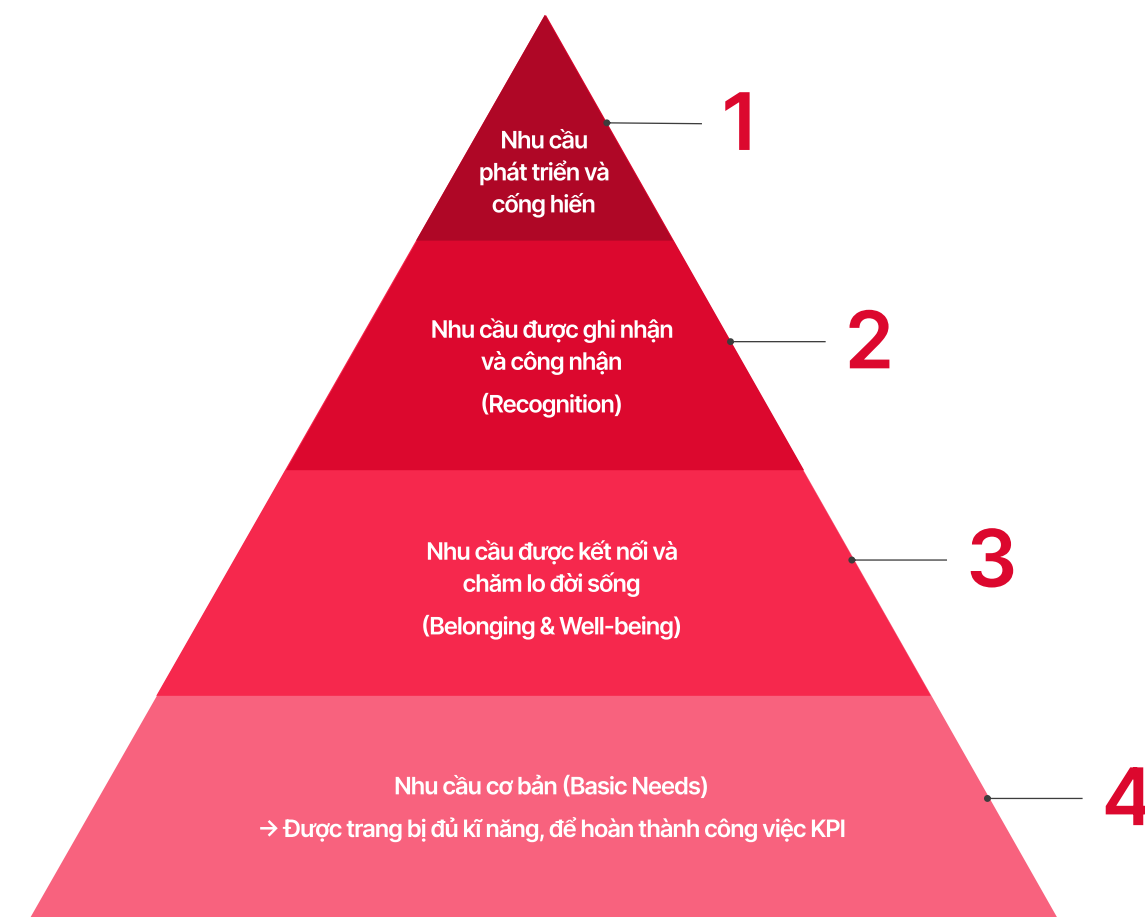 1
Nhu cầu
phát triển và
cống hiến
2
Nhu cầu được ghi nhận
và công nhận
(Recognition)
3
Nhu cầu được kết nối và
chăm lo đời sống
(Belonging & Well-being)
4
Nhu cầu cơ bản (Basic Needs)
→ Được trang bị đủ kĩ năng, để hoàn thành công việc KPI